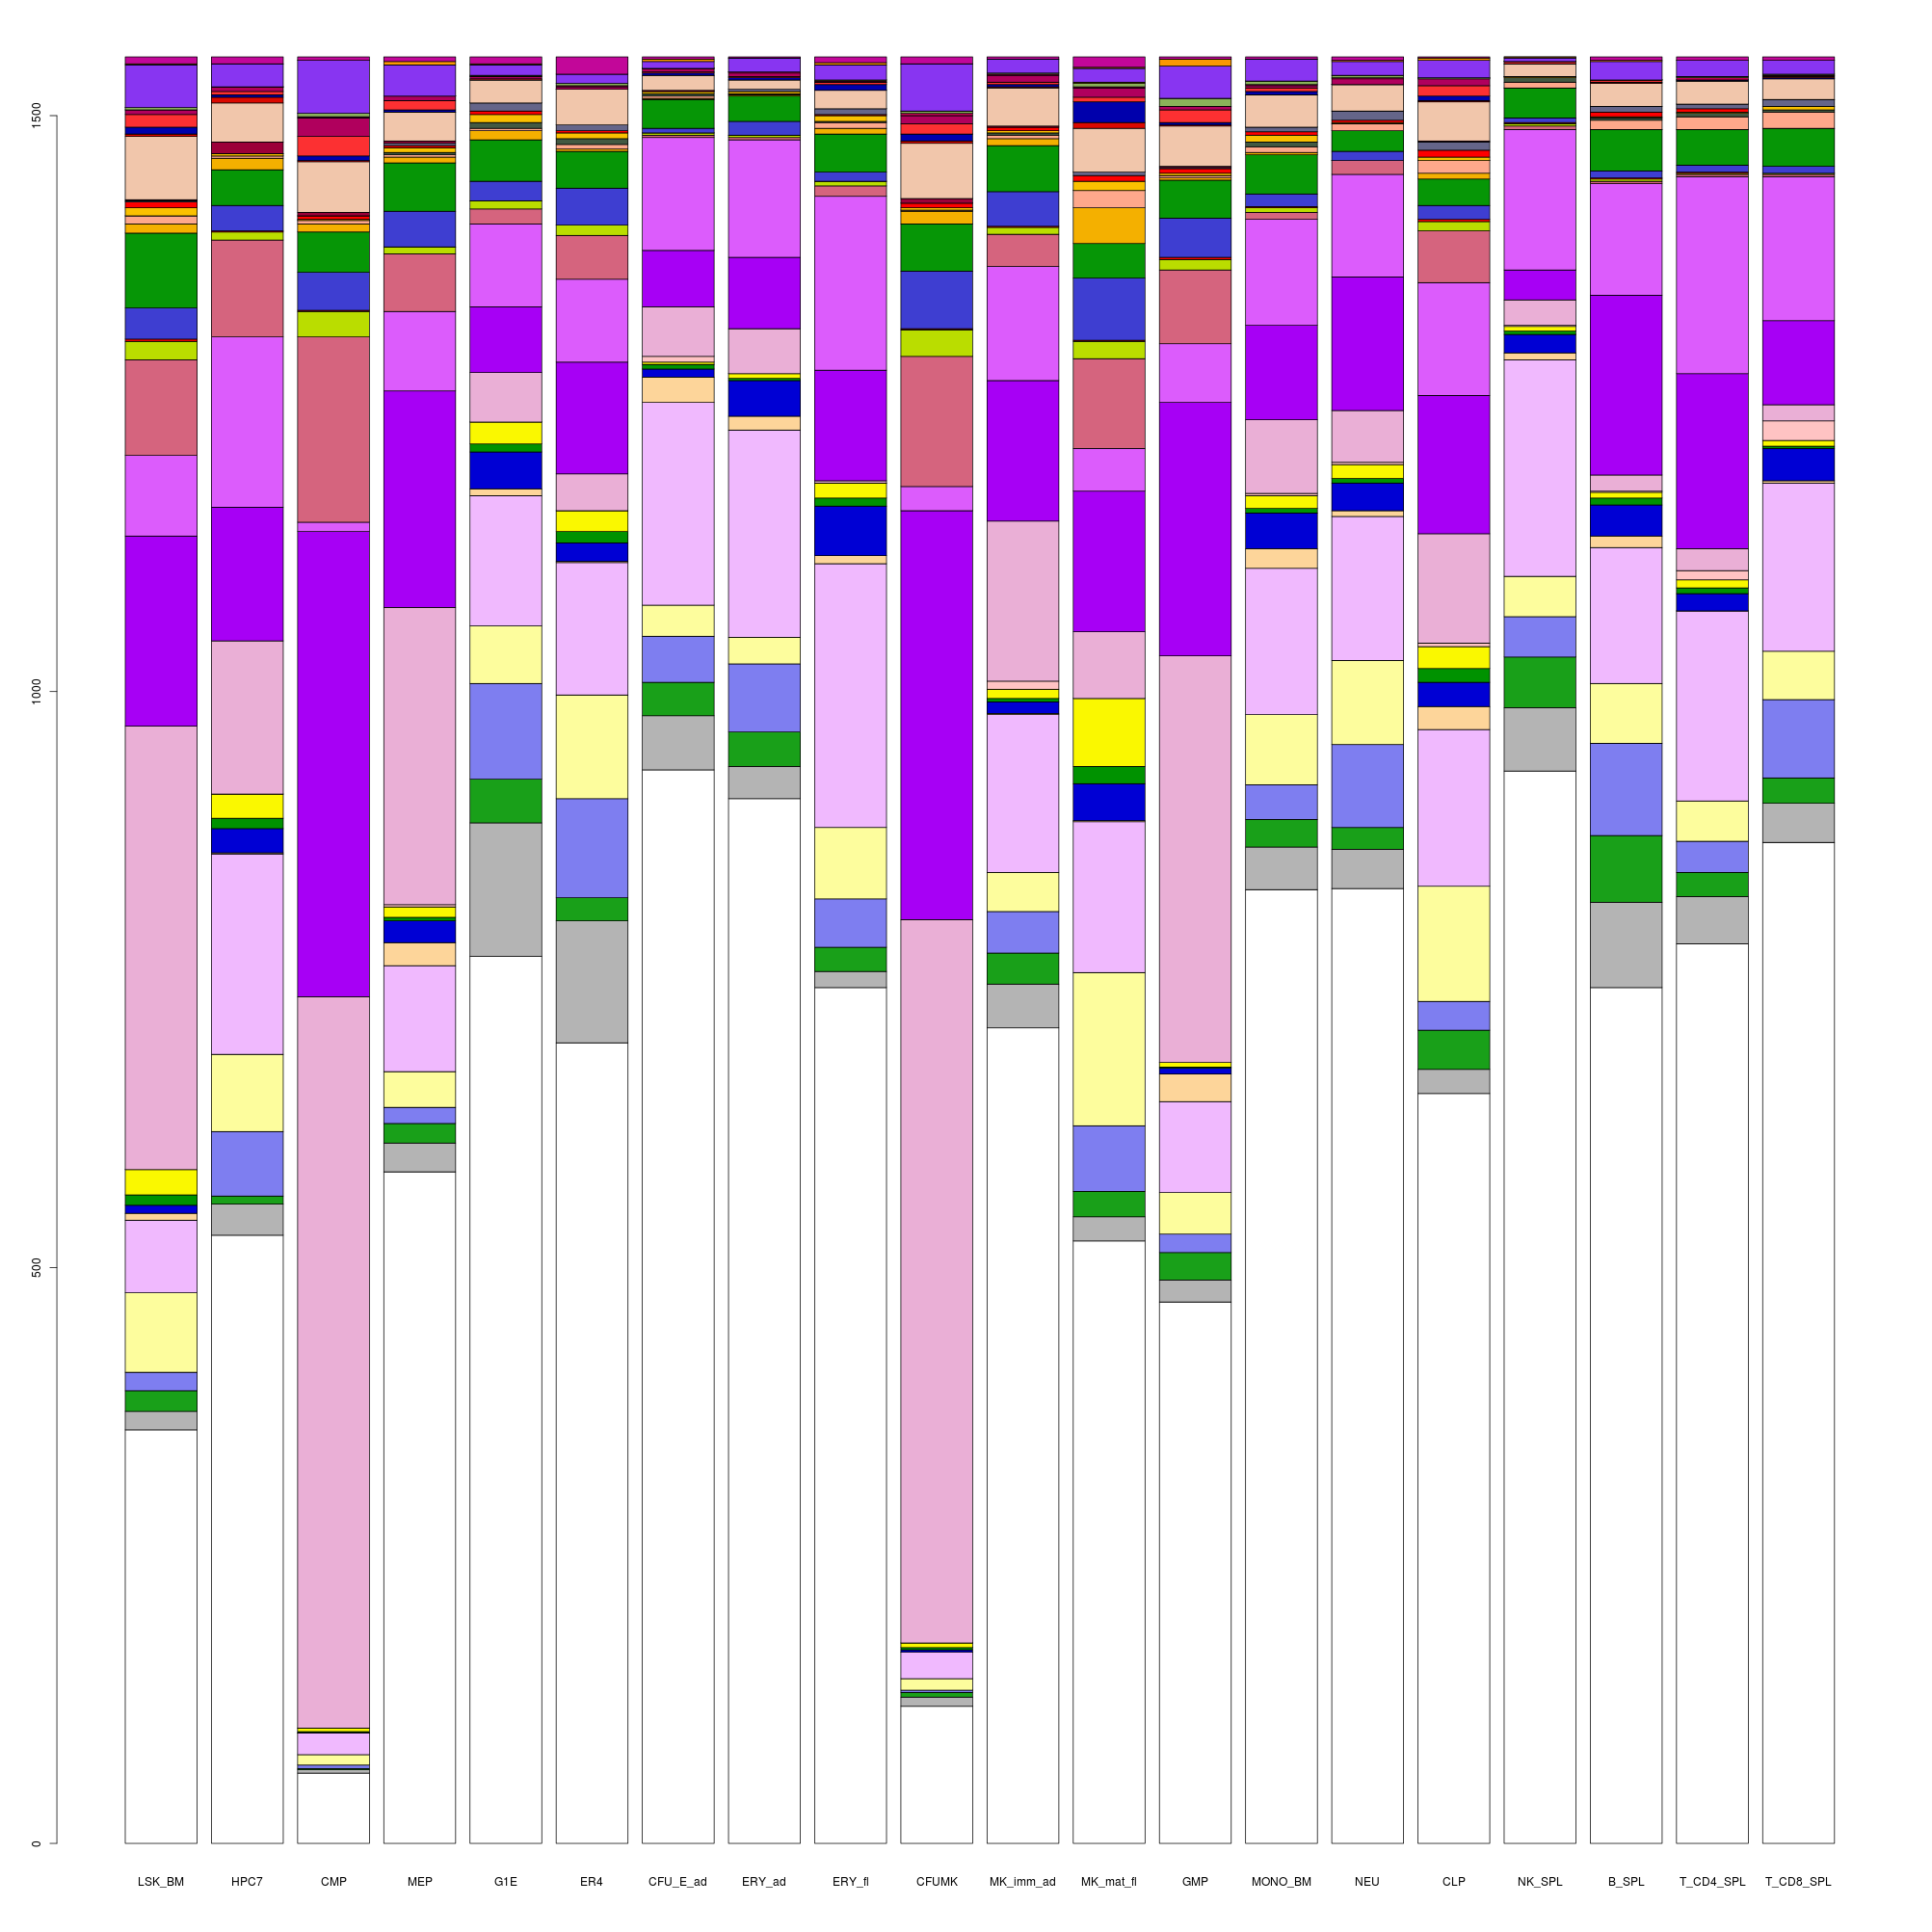 1500
1000
500
0
LSK_BM HPC7 CMP MEP G1E ER4 CFU_E_ad ERY_ad ERY_fl CFUMK MK_imm_ad MK_mat_fl GMP MONO_BM NEU CLP NK_SPL B_SPL T_CD4_SPL T_CD8_SPL